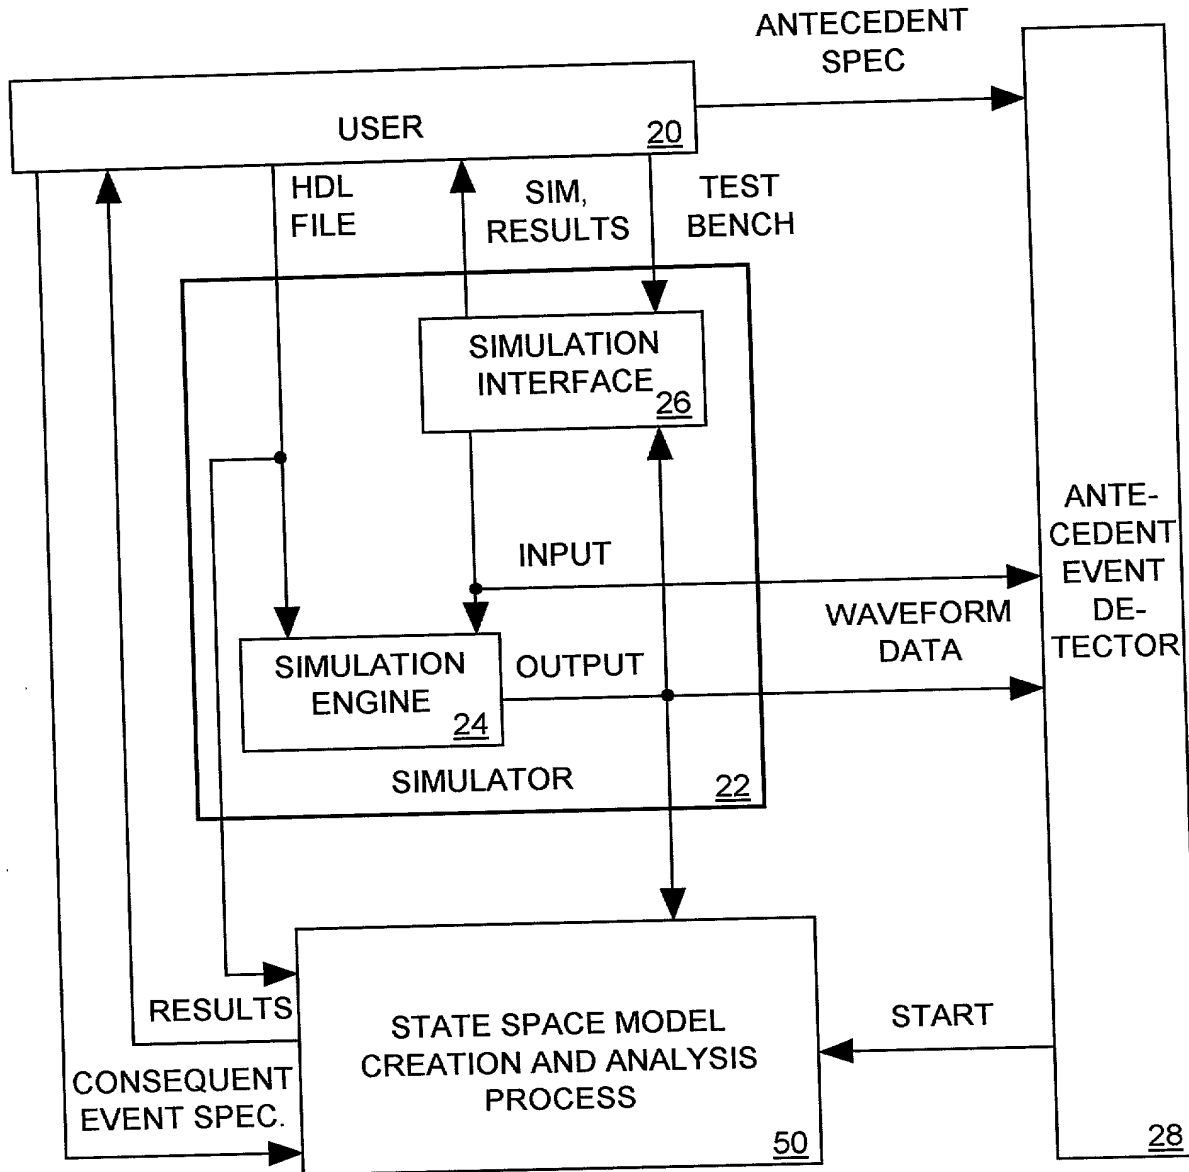 ANTECEDENT
SPEC
USER
20
HDL
FILE
SIM,
RESULTS
TEST
BENCH
SIMULATION
INTERFACE
26
INPUT
WAVEFORM
DATA
ANTE-
CEDENT
EVENT
DE-
TECTOR
SIMULATION
ENGINE
24
OUTPUT
SIMULATOR
22
RESULTS
START
STATE SPACE MODEL
CREATION AND ANALYSIS
PROCESS
CONSEQUENT
EVENT SPEC.
50
28